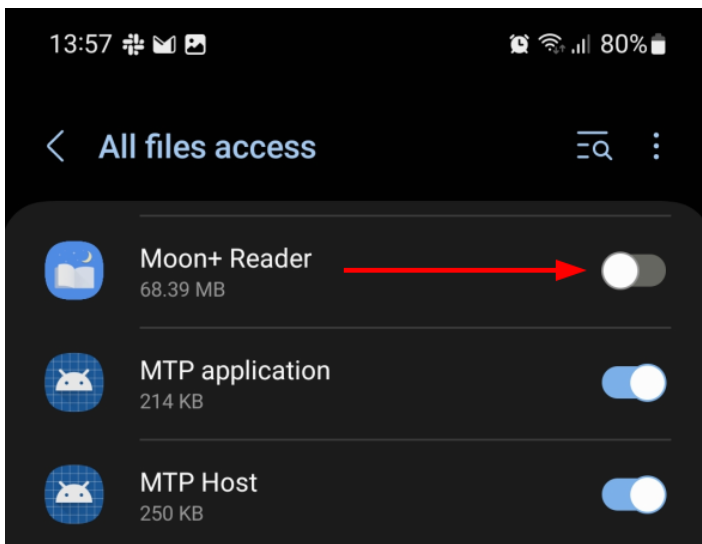 13:57 80%
All files access
Moon+ Reader
68.39 MB
MTP application
214 KB
MTP Host
250 KB